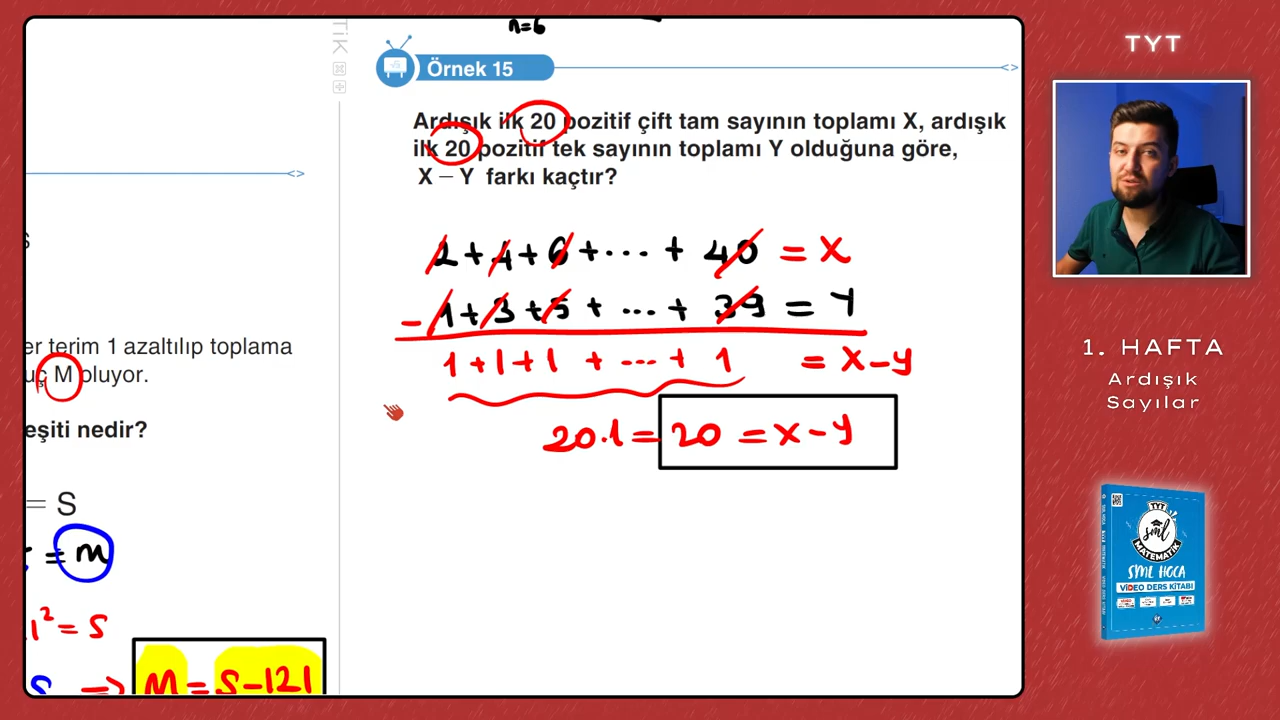 n=6
TiK
Örnek 15
Ardışık ilk 20 pozitif çift tam sayının toplamı X, ardışık
ilk 20 pozitif tek sayının toplamı Y olduğuna göre,
X – Y farkı kaçtır?
2+4+6+...+ 40 = X
- 1+3+5+...+ 39 = Y
1+1+1 +...+ 1 = X-Y
20.1= 20 = X-Y
er terim 1 azaltılıp toplama
uç M oluyor.
eşiti nedir?
= S
= m
1² = S
S → M = S-121
TYT
1. HAFTA
Ardışık
Sayılar
TYT
sml
MATEMATİK
SML HOCA
VİDEO DERS KİTABI